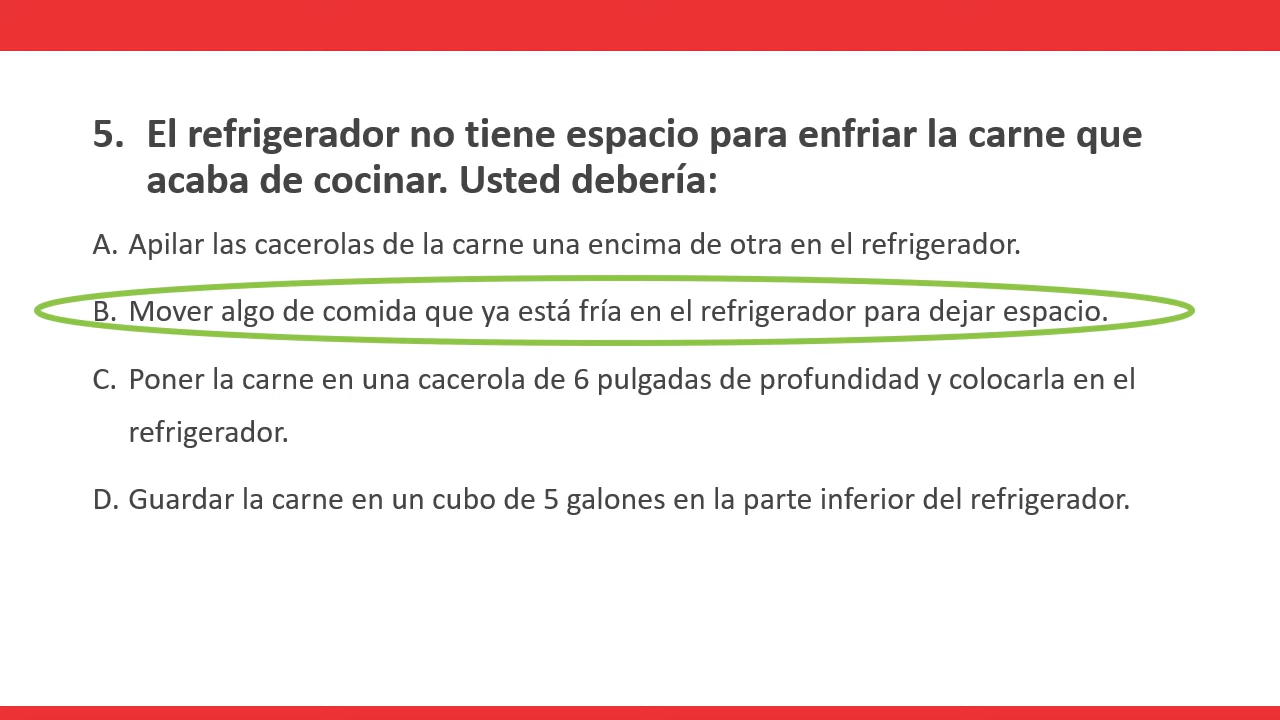 5. El refrigerador no tiene espacio para enfriar la carne que
acaba de cocinar. Usted debería:
A. Apilar las cacerolas de la carne una encima de otra en el refrigerador.
B. Mover algo de comida que ya está fría en el refrigerador para dejar espacio.
C. Poner la carne en una cacerola de 6 pulgadas de profundidad y colocarla en el
refrigerador.
D. Guardar la carne en un cubo de 5 galones en la parte inferior del refrigerador.